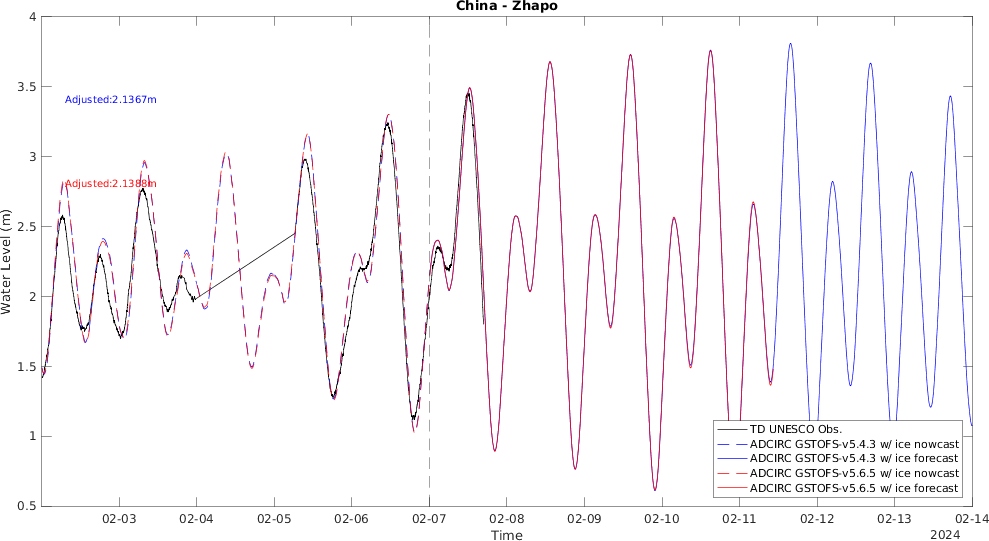 China - Zhapo
4
3.5
3
2.5
2
1.5
1
0.5
Water Level (m)
Adjusted:2.1367m
Adjusted:2.1388m
TD UNESCO Obs.
ADCIRC GSTOFS-v5.4.3 w/ ice nowcast
ADCIRC GSTOFS-v5.4.3 w/ ice forecast
ADCIRC GSTOFS-v5.6.5 w/ ice nowcast
ADCIRC GSTOFS-v5.6.5 w/ ice forecast
02-03 02-04 02-05 02-06 02-07 02-08 02-09 02-10 02-11 02-12 02-13 02-14
Time
2024